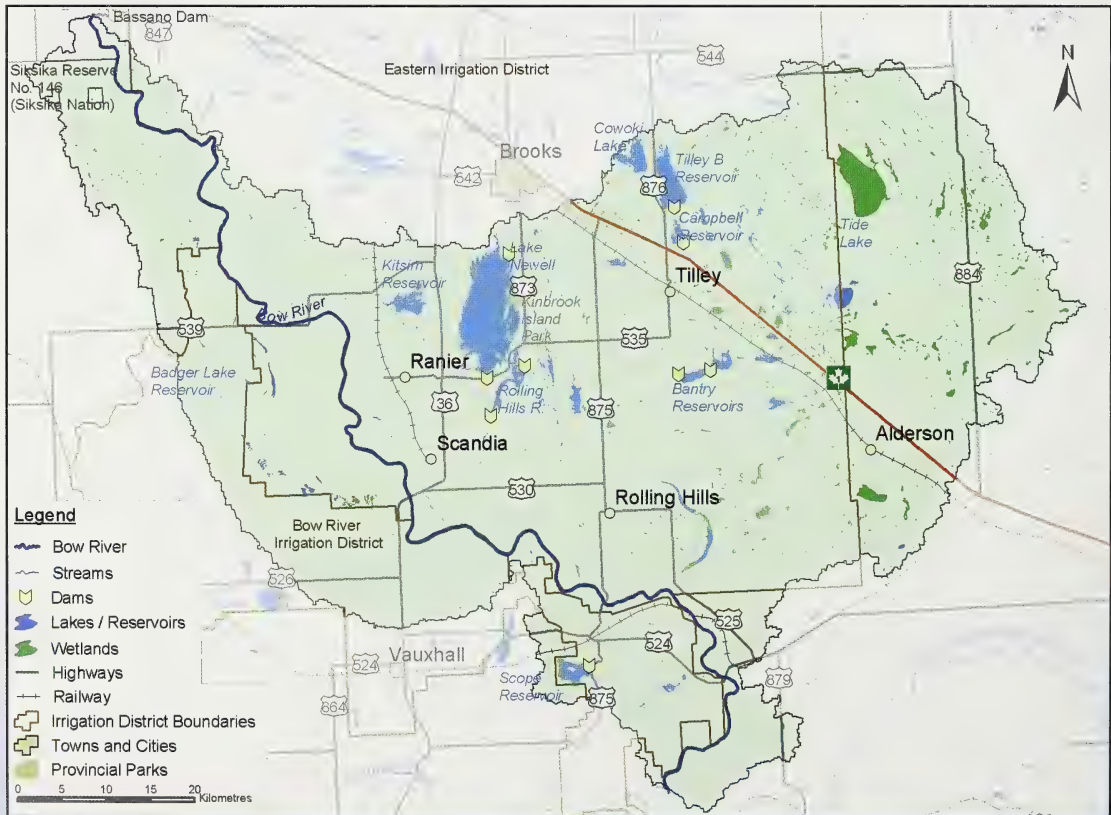 Bassano Dam
847
Siksika Reserve
No. 146
(Siksika Nation)
Eastern Irrigation District
544
N
Cowoki
Lake
Brooks
542
876
Tilley B
Reservoir
Campbell
Reservoir
Tide
Lake
884
Lake
Newell
873
Kitsim
Reservoir
Kinbrook
Island
Park
Tilley
Bow River
539
535
Badger Lake
Reservoir
Ranier
36
Rolling
Hills R.
875
Bantry
Reservoirs
1
Scandia
Alderson
530
Rolling Hills
Bow River
Irrigation District
526
525
524
Vauxhall
524
Scope
Reservoir
875
879
864
Legend
Bow River
Streams
Dams
Lakes / Reservoirs
Wetlands
Highways
Railway
Irrigation District Boundaries
Towns and Cities
Provincial Parks
0 5 10 15 20
Kilometres